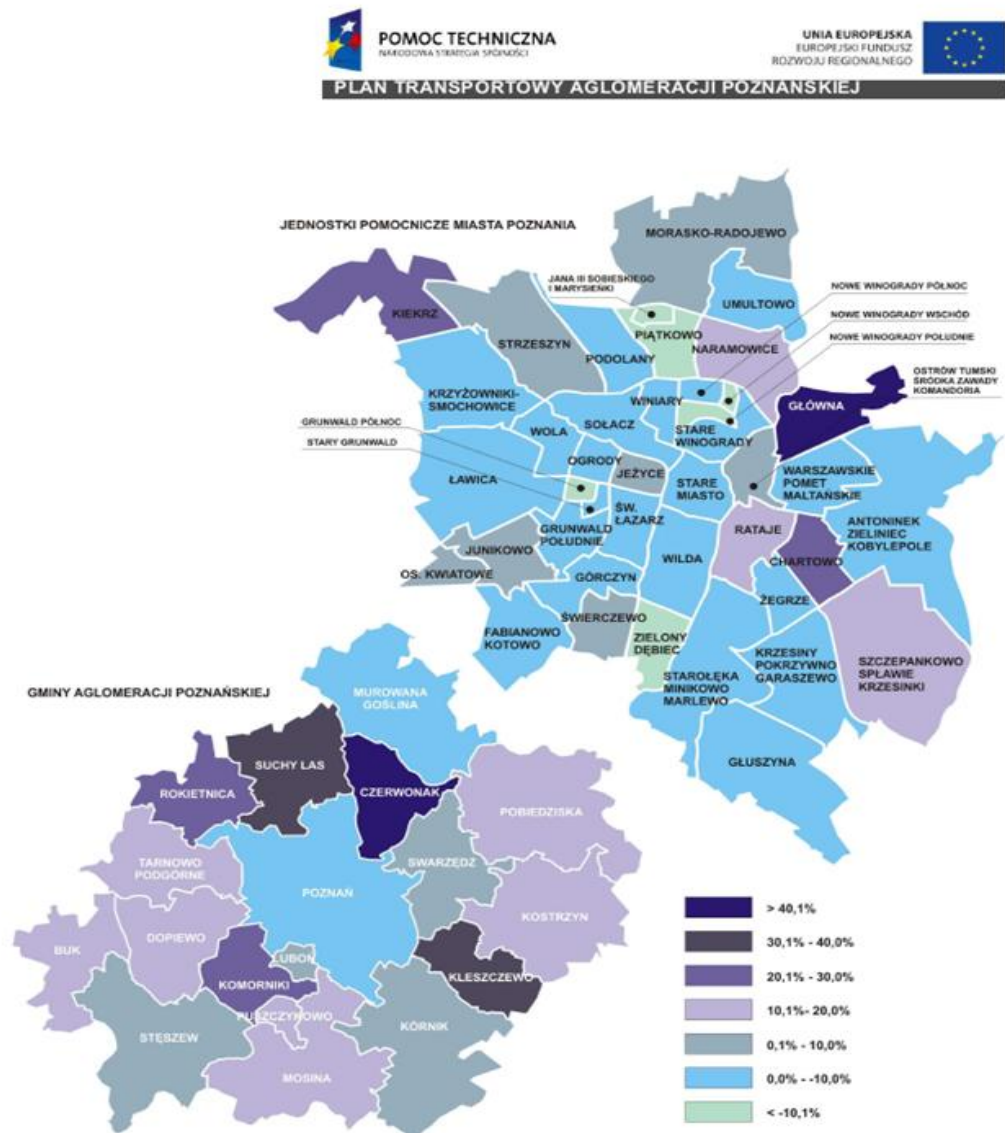 POMOC TECHNICZNA
NARODOWA STRATEGIA SPÓJNOŚCI
UNIA EUROPEJSKA
EUROPEJSKI FUNDUSZ
ROZWOJU REGIONALNEGO
PLAN TRANSPORTOWY AGLOMERACJI POZNAŃSKIEJ
JEDNOSTKI POMOCNICZE MIASTA POZNANIA
MORASKO-RADOJEWO
JANA III SOBIESKIEGO
I MARYSIEŃKI
NOWE WINOGRADY PÓŁNOC
UMULTOWO
KIEKRZ
NOWE WINOGRADY WSCHÓD
PIĄTKOWO
NOWE WINOGRADY POŁUDNIE
STRZESZYN
NARAMOWICE
PODOLANY
OSTRÓW TUMSKI
ŚRÓDKA ZAWADY
KOMANDORIA
KRZYŻOWNIKI-
SMOCHOWICE
WINIARY
GŁÓWNA
GRUNWALD PÓŁNOC
SOŁACZ
WOLA
STARE
WINOGRADY
STARY GRUNWALD
OGRODY
JEŻYCE
WARSZAWSKIE
POMET
MALTAŃSKIE
ŁAWICA
STARE
MIASTO
ŚW.
ŁAZARZ
ANTONINEK
ZIELINIEC
KOBYLEPOLE
GRUNWALD
POŁUDNIE
RATAJE
JUNIKOWO
WILDA
CHARTOWO
OS. KWIATOWE
GÓRCZYN
ŻEGRZE
ŚWIERCZEWO
FABIANOWO
KOTOWO
ZIELONY
DĘBIEC
KRZESINY
POKRZYWNO
GARASZEWO
SZCZEPANKOWO
SPŁAWIE
KRZESINKI
STAROŁĘKA
MINIKOWO
MARLEWO
GŁUSZYNA
GMINY AGLOMERACJI POZNAŃSKIEJ
MUROWANA
GOŚLINA
SUCHY LAS
ROKIETNICA
CZERWONAK
POBIEDZISKA
TARNOWO
PODGÓRNE
SWARZĘDZ
POZNAŃ
KOSTRZYN
BUK
DOPIEWO
LUBOŃ
KLESZCZEWO
KOMORNIKI
PUSZCZYKOWO
STĘSZEW
KÓRNIK
MOSINA
> 40,1%
30,1% - 40,0%
20,1% - 30,0%
10,1%- 20,0%
0,1% - 10,0%
0,0% - -10,0%
< -10,1%